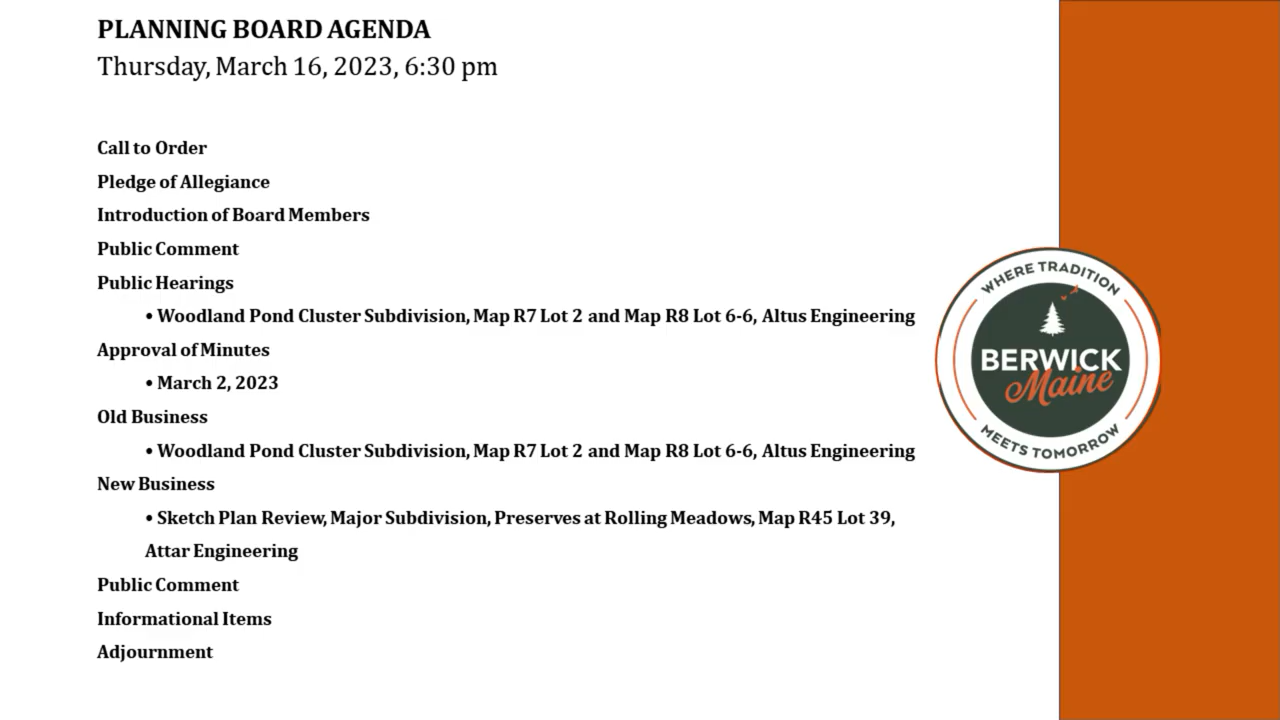 PLANNING BOARD AGENDA
Thursday, March 16, 2023, 6:30 pm
Call to Order
Pledge of Allegiance
Introduction of Board Members
Public Comment
Public Hearings
• Woodland Pond Cluster Subdivision, Map R7 Lot 2 and Map R8 Lot 6-6, Altus Engineering
Approval of Minutes
• March 2, 2023
Old Business
• Woodland Pond Cluster Subdivision, Map R7 Lot 2 and Map R8 Lot 6-6, Altus Engineering
New Business
• Sketch Plan Review, Major Subdivision, Preserves at Rolling Meadows, Map R45 Lot 39,
Attar Engineering
Public Comment
Informational Items
Adjournment
WHERE TRADITION
BERWICK
Maine
MEETS TOMORROW